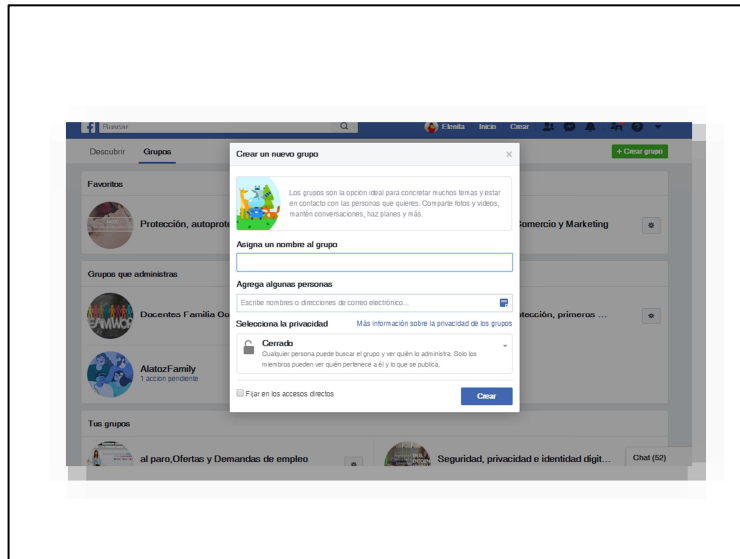 Buscar
Elenita Inicio Crear
Descubrir Grupos
+ Crear grupo
Crear un nuevo grupo
Favoritos
Los grupos son la opción ideal para concretar muchos temas y estar
en contacto con las personas que quieres. Comparte fotos y videos,
mantén conversaciones, haz planes y más.
Protección, autoprote
Comercio y Marketing
Asigna un nombre al grupo
Grupos que administras
Agrega algunas personas
Escribe nombres o direcciones de correo electrónico...
Docentes Familia
tección, primeros ...
Selecciona la privacidad Más información sobre la privacidad de los grupos
Cerrado
Cualquier persona puede buscar el grupo y ver quién lo administra. Solo los
miembros pueden ver quién pertenece a él y lo que se publica.
AlatozFamily
1 acción pendiente
Fijar en los accesos directos
Crear
Tus grupos
al paro,Ofertas y Demandas de empleo
Seguridad, privacidad e identidad digit...
Chat (52)